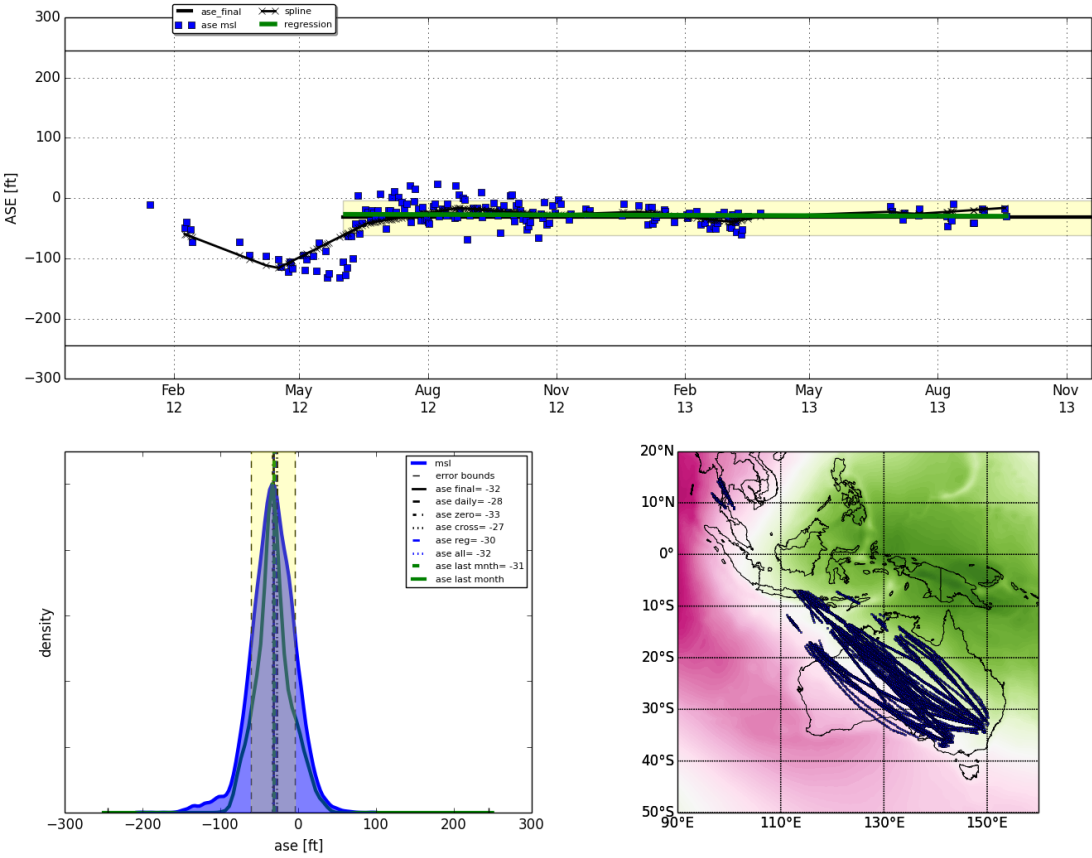 300
200
100
0
−100
−200
−300
ASE [ft]
ase_final
ase msl
spline
regression
Feb
12
May
12
Aug
12
Nov
12
Feb
13
May
13
Aug
13
Nov
13
density
msl
error bounds
ase final= -32
ase daily= -28
ase zero= -33
ase cross= -27
ase reg= -30
ase all= -32
ase last mnth= -31
ase last month
−300
−200
−100
0
100
200
300
ase [ft]
20°N
10°N
0°
10°S
20°S
30°S
40°S
50°S
90°E
110°E
130°E
150°E